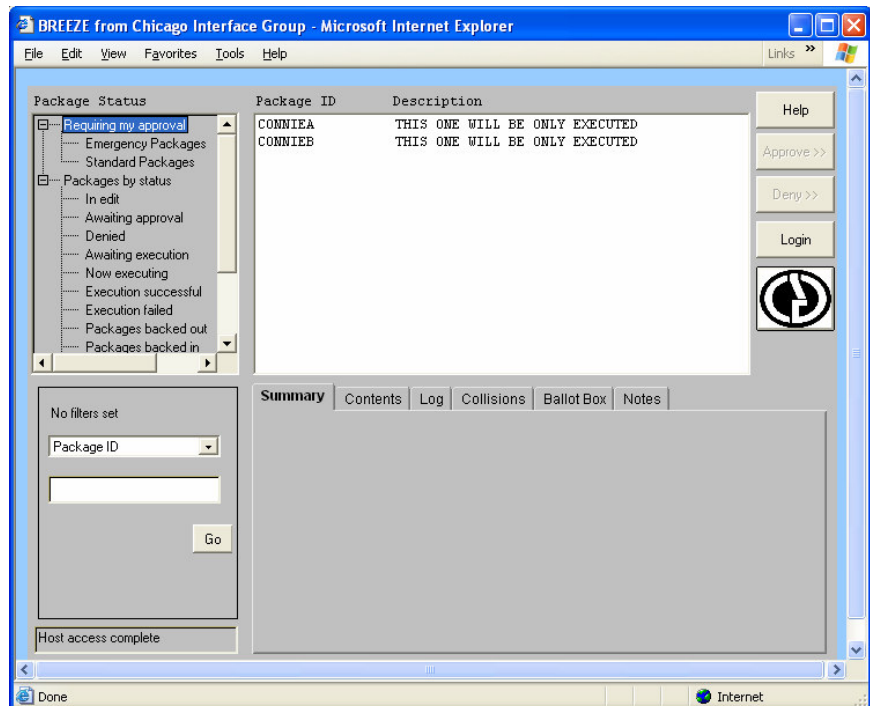 BREEZE from Chicago Interface Group - Microsoft Internet Explorer
File Edit View Favorites Tools Help Links »
Package Status
Requiring my approval
Emergency Packages
Standard Packages
Packages by status
In edit
Awaiting approval
Denied
Awaiting execution
Now executing
Execution successful
Execution failed
Packages backed out
Packages backed in
Package ID Description
CONNIEA THIS ONE WILL BE ONLY EXECUTED
CONNIEB THIS ONE WILL BE ONLY EXECUTED
Help
Approve >>
Deny >>
Login
No filters set
Package ID
Go
Host access complete
Summary Contents Log Collisions Ballot Box Notes
Done Internet